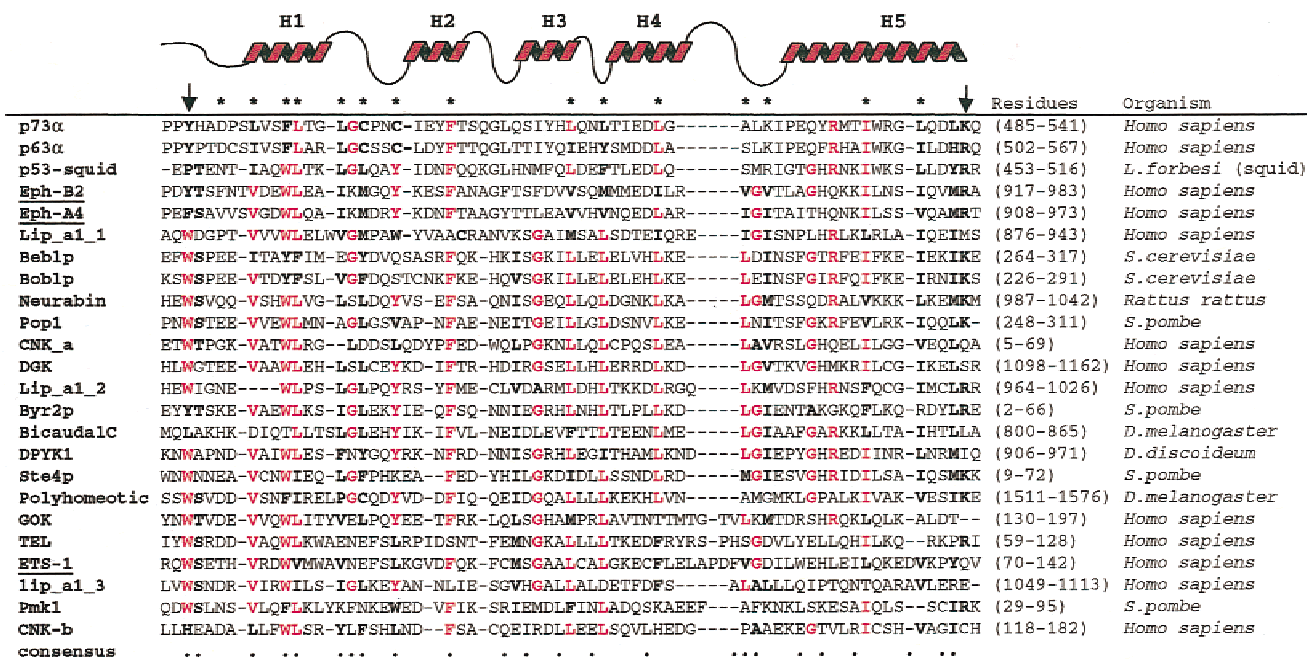 H1 H2 H3 H4 H5
* * ** * * * * * * * * * * *
Residues Organism
p73α PPYHADPSLVSFLTG-LGCPNC-IEYFTSQGLQSIYHLQNLTIEDLG------ALKIPEQYRMTIWRG-LQDLKQ (485-541) Homo sapiens
p63α PPYPTDCSIVSFLAR-LGCSSC-LDYFTTQGLTTIYQIEHYSMDDLA------SLKIPEQFRHAIWKG-ILDHRQ (502-567) Homo sapiens
p53-squid -EPTENT-IAQWLTK-LGLQAY-IDNFQQKGLHNMFQLDEFTLEDLQ------SMRIGTGHRNKIWKS-LLDYRR (453-516) L.forbesi (squid)
Eph-B2 PDYTSFNTVDEWLEA-IKMGQY-KESFANAGFTSFDVVSQMMMEDILR-----VGVTLAGHQKKILNS-IQVMRA (917-983) Homo sapiens
Eph-A4 PEFSAVVSVGDWLQA-IKMDRY-KDNFTAAGYTTLEAVVHVNQEDLAR-----IGITAITHQNKILSS-VQAMRT (908-973) Homo sapiens
Lip_a1_1 AQWDGPT-VVVWLELWVGMPAW-YVAACRANVKSGAIMSALSDTEIQRE----IGISNPLHRLKLRLA-IQEIMS (876-943) Homo sapiens
Beb1p EFWSPEE-ITAYFIM-EGYDVQSASRFQK-HKISGKILLELELVHLKE-----LDINSFGTRFEIFKE-IEKIKE (264-317) S.cerevisiae
Bob1p KSWSPEE-VTDYFSL-VGFDQSTCNKFKE-HQVSGKILLELELEHLKE-----LEINSFGIRFQIFKE-IRNIKS (226-291) S.cerevisiae
Neurabin HEWSVQQ-VSHWLVG-LSLDQYVS-EFSA-QNISGEQLLQLDGNKLKA-----LGMTSSQDRALVKKK-LKEMKM (987-1042) Rattus rattus
Pop1 PNWSTEE-VVEWLMN-AGLGSVAP-NFAE-NEITGEILLGLDSNVLKE-----LNITSFGKRFEVLRK-IQQLK- (248-311) S.pombe
CNK_a ETWTPGK-VATWLRG--LDDSLQDYPFED-WQLPGKNLLQLCPQSLEA-----LAVRSLGHQELILGG-VEQLQA (5-69) Homo sapiens
DGK HLWGTEE-VAAWLEH-LSLCEYKD-IFTR-HDIRGSELLHLERRDLKD-----LGVTKVGHMKRILCG-IKELSR (1098-1162) Homo sapiens
Lip_a1_2 HEWIGNE----WLPS-LGLPQYRS-YFME-CLVDARMLDHLTKKDLRGQ----LKMVDSFHRNSFQCG-IMCLRR (964-1026) Homo sapiens
Byr2p EYYTSKE-VAEWLKS-IGLEKYIE-QFSQ-NNIEGRHLNHLTLPLLKD-----LGIENTAKGKQFLKQ-RDYLRE (2-66) S.pombe
BicaudalC MQLAKHK-DIQTLLTSLGLEHYIK-IFVL-NEIDLEVFTTLTEENLME-----LGIAAFGARKKLLTA-IHTLLA (800-865) D.melanogaster
DPYK1 KNWAPND-VIEWLES-FNYGQYRK-NFRD-NNISGRHLEGITHAMLKND----LGIEPYGHREDIINR-LNRMIQ (906-971) D.discoideum
Ste4p WNWNNEA-VCNWIEQ-LGFPHKEA-FED-YHILGKDIDLLSSNDLRD------MGIESVGHRIDILSA-IQSMKK (9-72) S.pombe
Polyhomeotic SSWSVDD-VSNFIRELPGCQDYVD-DFIQ-QEIDGQALLLLKEKHLVN-----AMGMKLGPALKIVAK-VESIKE (1511-1576) D.melanogaster
GOK YNWTVDE-VVQWLITYVELPQYEE-TFRK-LQLSGHAMPRLAVTNTTMTG-TVLKMTDRSHRQKLQLK-ALDT-- (130-197) Homo sapiens
TEL IYWSRDD-VAQWLKWAENEFSLRPIDSNT-FEMNGKALLLLTKEDFRYRS-PHSGDVLYELLQHILKQ--RKPRI (59-128) Homo sapiens
ETS-1 RQWSETH-VRDWVMWAVNEFSLKGVDFQK-FCMSGAALCALGKECFLELAPDFVGDILWEHLEILQKEDVKPYQV (70-142) Homo sapiens
lip_a1_3 LVWSNDR-VIRWILS-IGLKEYAN-NLIE-SGVHGALLALDETFDFS------ALALLLQIPTQNTQARAVLERE- (1049-1113) Homo sapiens
Pmk1 QDWSLNS-VLQFLKLYKFNKEWED-VFIK-SRIEMDLFINLADQSKAEEF---AFKNKLSKESAIQLS--SCIRK (29-95) S.pombe
CNK-b LLHEADA-LLFWLSR-YLFSHLND-FSA-CQEIRDLLEELSQVLHEDG-----PAAEKEGTVLRICSH-VAGICH (118-182) Homo sapiens
consensus